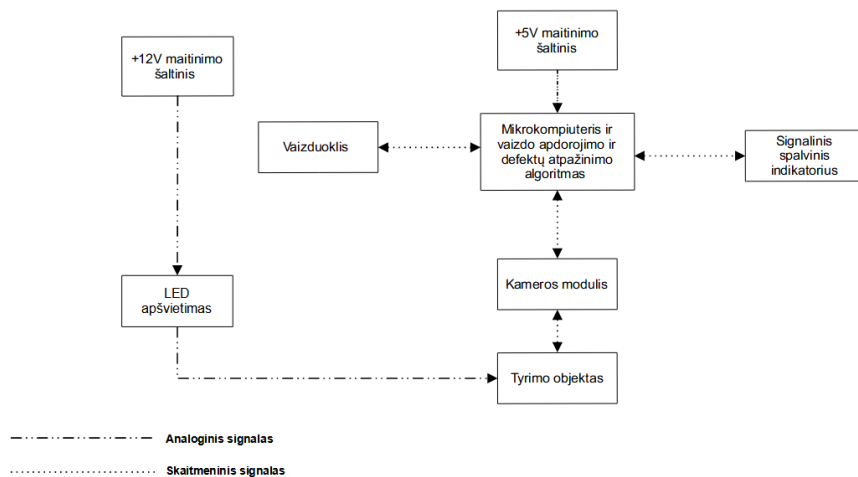 +12V maitinimo
šaltinis
+5V maitinimo
šaltinis
Vaizduoklis
Mikrokompiuteris ir
vaizdo apdorojimo ir
defektų atpažinimo
algoritmas
Signalinis
spalvinis
indikatorius
LED
apšvietimas
Kameros modulis
Tyrimo objektas
Analoginis signalas
Skaitmeninis signalas